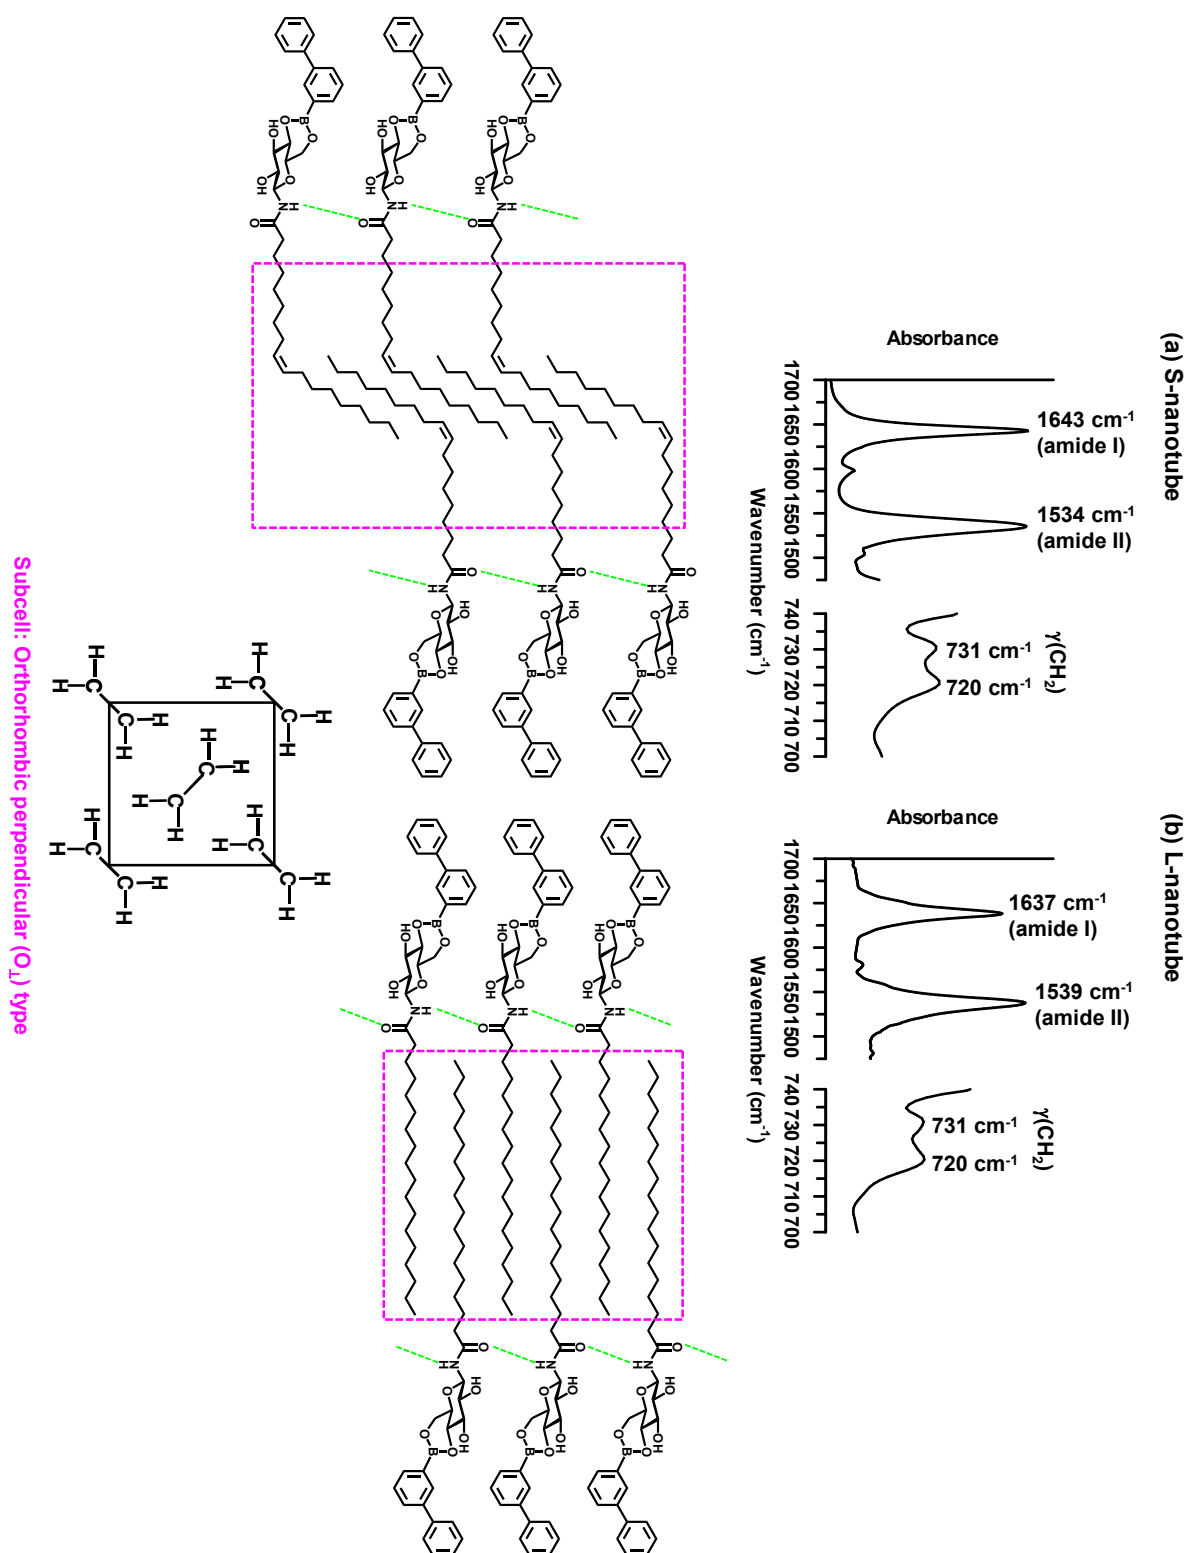 (a) S-nanotube
Absorbance
1643 cm-1
(amide I)
1534 cm-1
(amide II)
γ(CH2)
731 cm-1
720 cm-1
1700 1650 1600 1550 1500
740 730 720 710 700
Wavenumber (cm-1)
(b) L-nanotube
Absorbance
1637 cm-1
(amide I)
1539 cm-1
(amide II)
γ(CH2)
731 cm-1
720 cm-1
1700 1650 1600 1550 1500
740 730 720 710 700
Wavenumber (cm-1)
Subcell: Orthorhombic perpendicular (O⊥) type